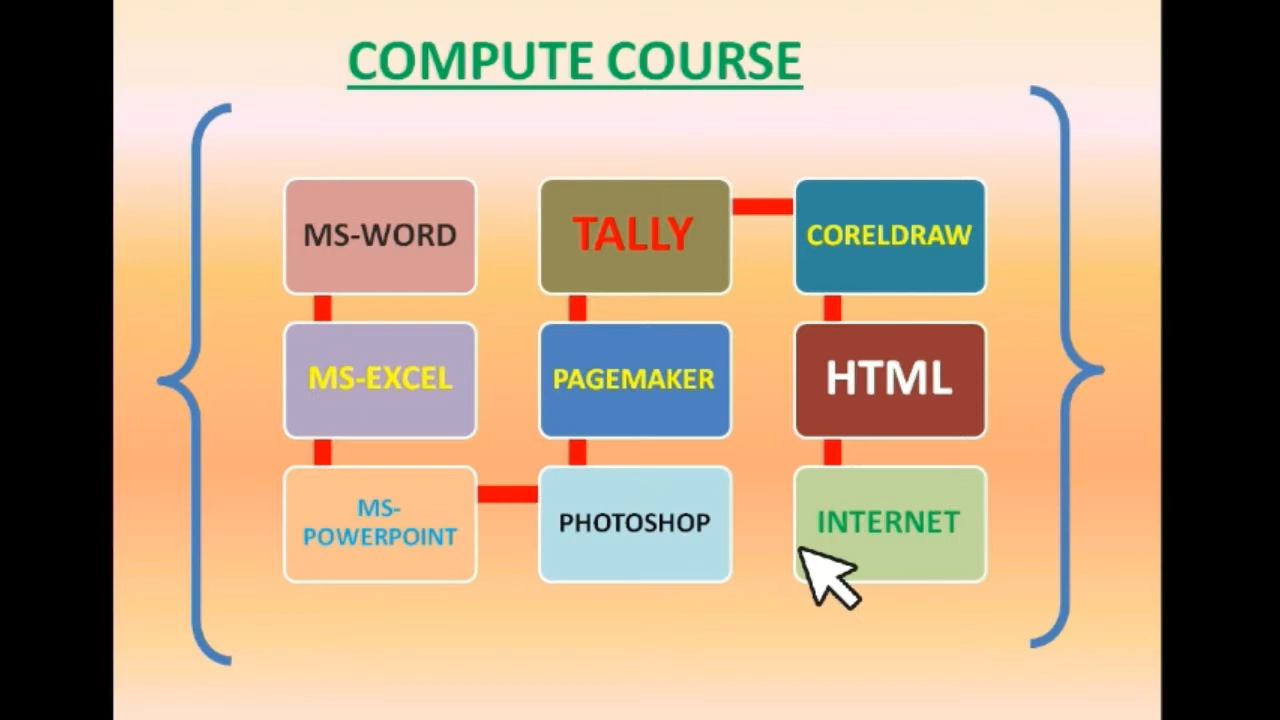 COMPUTE COURSE
MS-WORD
TALLY
CORELDRAW
MS-EXCEL
PAGEMAKER
HTML
MS-
POWERPOINT
PHOTOSHOP
INTERNET